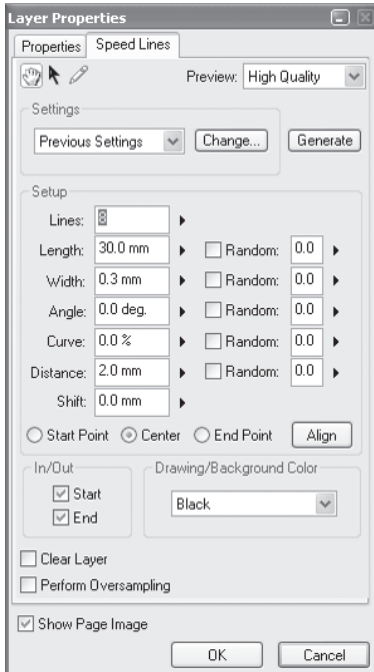 Layer Properties
Properties Speed Lines
Preview: High Quality
Settings
Previous Settings Change... Generate
Setup
Lines: 8
Length: 30.0 mm Random: 0.0
Width: 0.3 mm Random: 0.0
Angle: 0.0 deg. Random: 0.0
Curve: 0.0 % Random: 0.0
Distance: 2.0 mm Random: 0.0
Shift: 0.0 mm
Start Point Center End Point Align
In/Out Drawing/Background Color
Start
Black
End
Clear Layer
Perform Oversampling
Show Page Image
OK Cancel